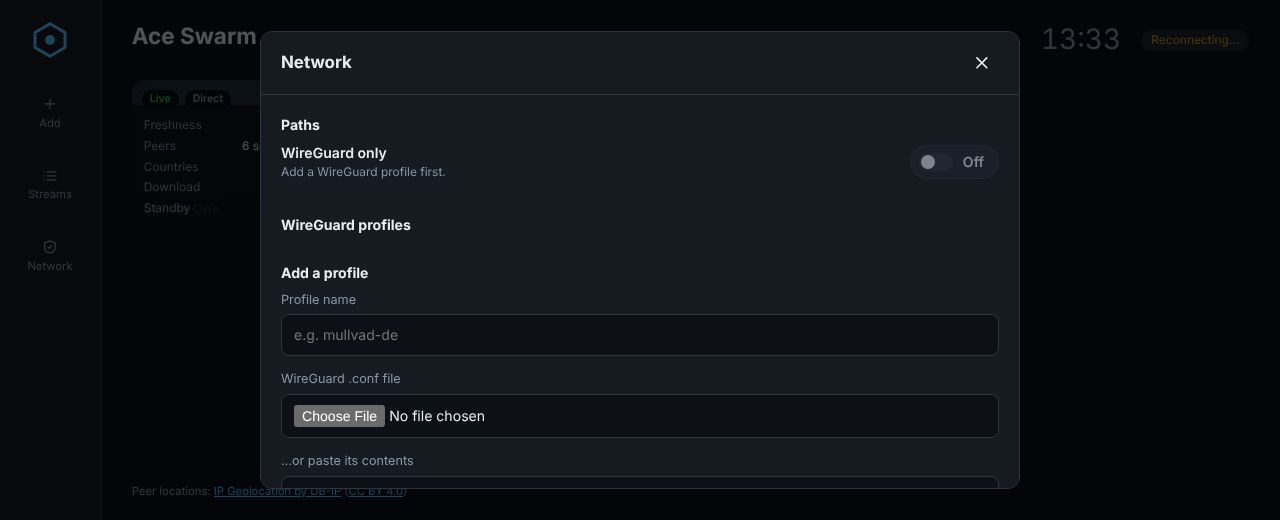 Ace Swarm
13:33
Reconnecting...
Add
Streams
Network
Live Direct
Freshness
Peers 6
Countries
Download
Standby One
Network
Paths
WireGuard only
Add a WireGuard profile first.
Off
WireGuard profiles
Add a profile
Profile name
e.g. mullvad-de
WireGuard .conf file
Choose File No file chosen
...or paste its contents
Peer locations: IP Geolocation by DB-IP (CC BY 4.0)